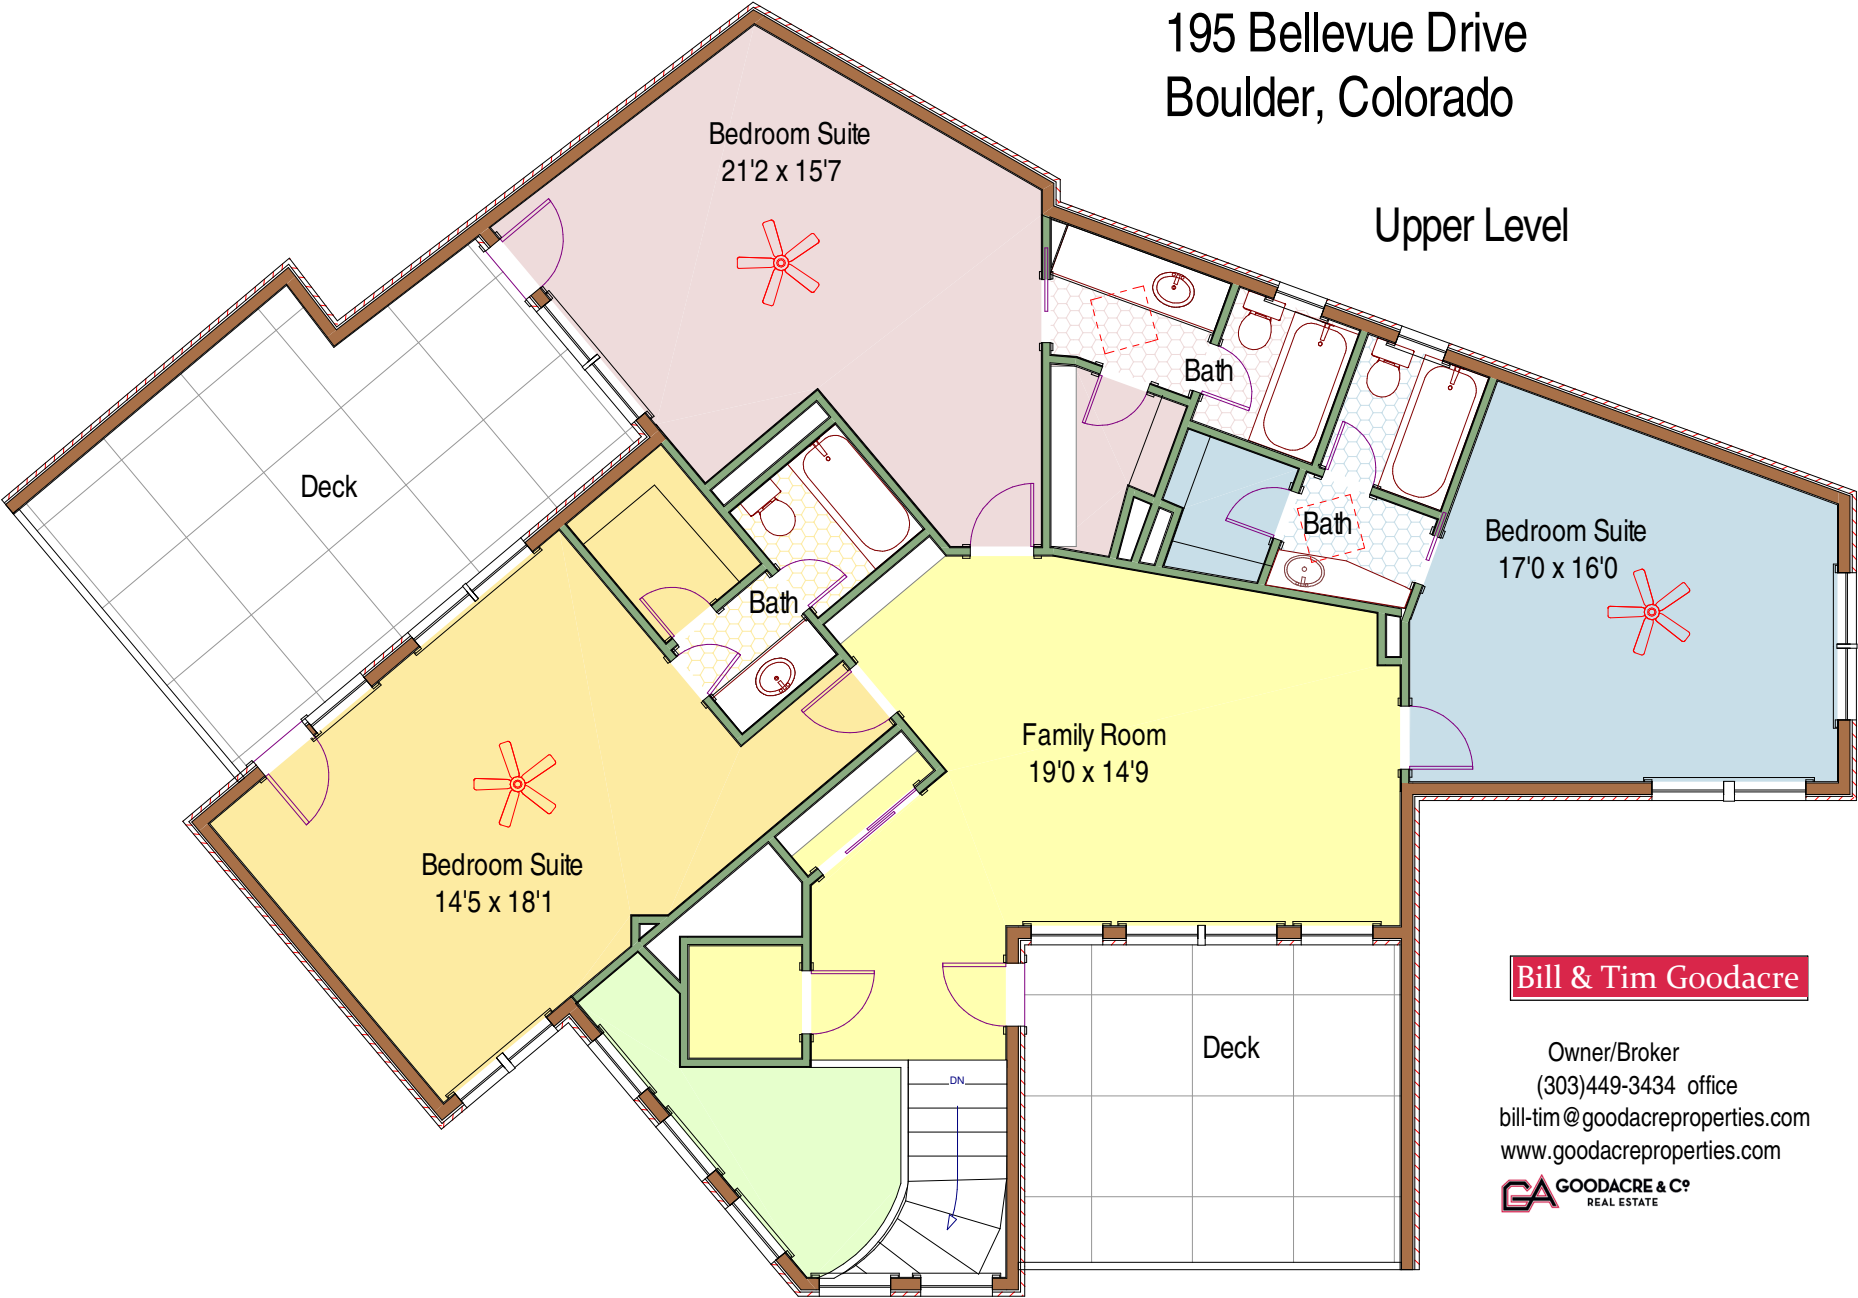 195 Bellevue Drive
Boulder, Colorado
Upper Level
Bedroom Suite
21'2 x 15'7
Bath
Deck
Bath
Bedroom Suite
17'0 x 16'0
Bath
Family Room
19'0 x 14'9
Bedroom Suite
14'5 x 18'1
Deck
DN
Bill & Tim Goodacre
Owner/Broker
(303)449-3434 office
bill-tim@goodacreproperties.com
www.goodacreproperties.com
GA GOODACRE & Cº
REAL ESTATE